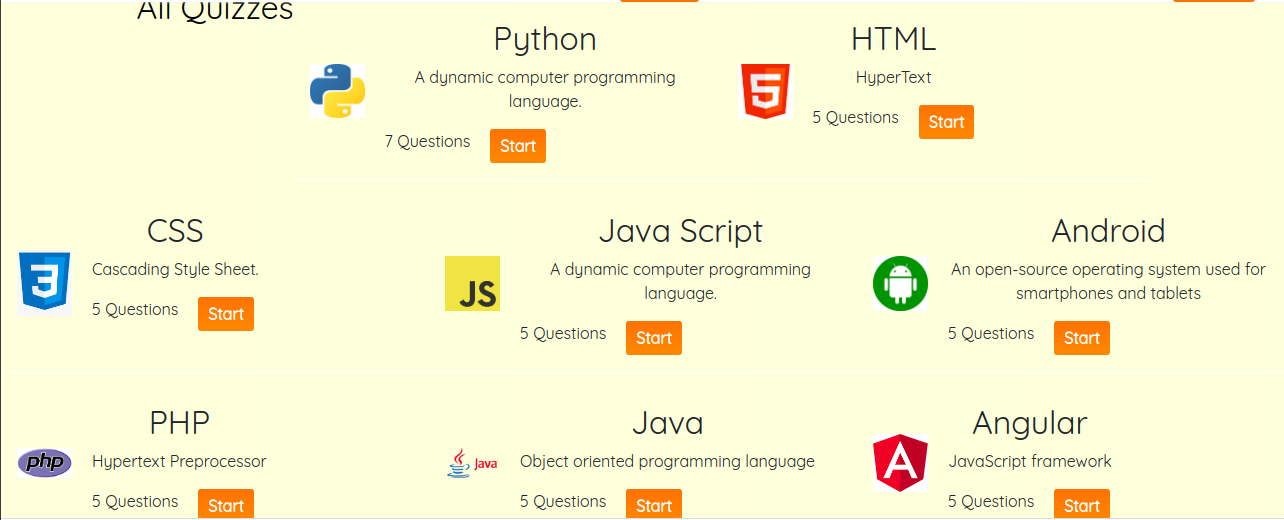 All Quizzes
Python
A dynamic computer programming
language.
7 Questions
Start
HTML
HyperText
5 Questions
Start
CSS
Cascading Style Sheet.
5 Questions
Start
JS
Java Script
A dynamic computer programming
language.
5 Questions
Start
Android
An open-source operating system used for
smartphones and tablets
5 Questions
Start
php
PHP
Hypertext Preprocessor
5 Questions
Start
Java
Java
Object oriented programming language
5 Questions
Start
Angular
JavaScript framework
5 Questions
Start